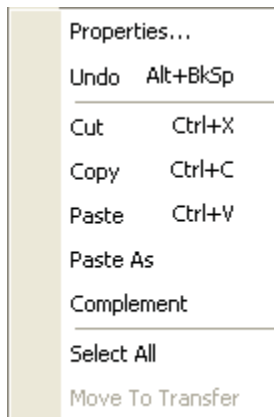 Properties...
Undo Alt+BkSp
Cut Ctrl+X
Copy Ctrl+C
Paste Ctrl+V
Paste As
Complement
Select All
Move To Transfer